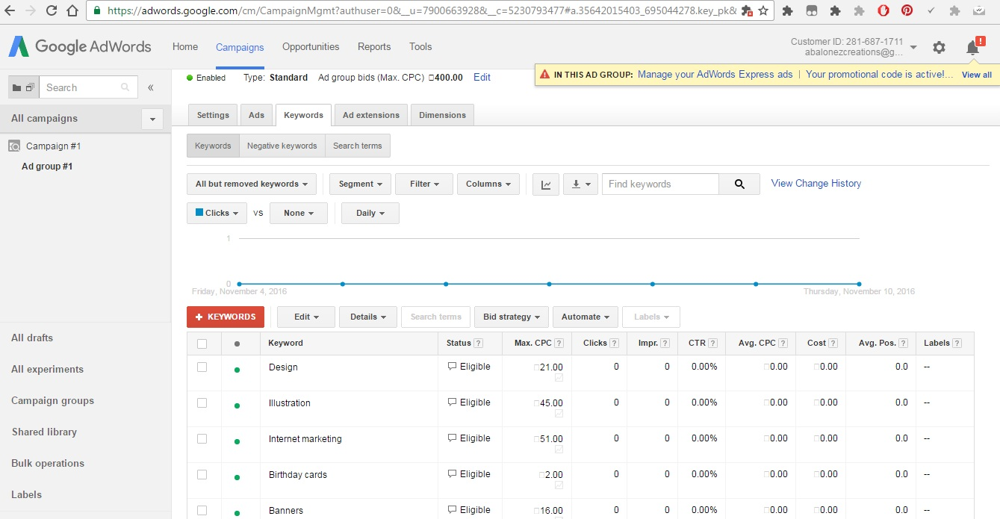 https://adwords.google.com/cm/CampaignMgmt?authuser=0&__u=7900663928&__c=5230793477#a.35642015403_695044278.key_pk&
Google AdWords Home Campaigns Opportunities Reports Tools
Customer ID: 281-687-1711
abalonezcreations@g...
!
Enabled Type: Standard Ad group bids (Max. CPC) 400.00 Edit
IN THIS AD GROUP: Manage your AdWords Express ads | Your promotional code is active!... View all
Search
All campaigns
Campaign #1
Ad group #1
All drafts
All experiments
Campaign groups
Shared library
Bulk operations
Labels
Settings Ads Keywords Ad extensions Dimensions
Keywords Negative keywords Search terms
All but removed keywords Segment Filter Columns Find keywords View Change History
Clicks VS None Daily
1
0
Friday, November 4, 2016 Thursday, November 10, 2016
+ KEYWORDS Edit Details Search terms Bid strategy Automate Labels
Keyword Status ? Max. CPC ? Clicks ? Impr. ? CTR ? Avg. CPC ? Cost ? Avg. Pos. ? Labels ?
Design Eligible 21.00 0 0 0.00% 0.00 0.00 0.0 --
Illustration Eligible 45.00 0 0 0.00% 0.00 0.00 0.0 --
Internet marketing Eligible 51.00 0 0 0.00% 0.00 0.00 0.0 --
Birthday cards Eligible 2.00 0 0 0.00% 0.00 0.00 0.0 --
Banners Eligible 16.00 0 0 0.00% 0.00 0.00 0.0 --